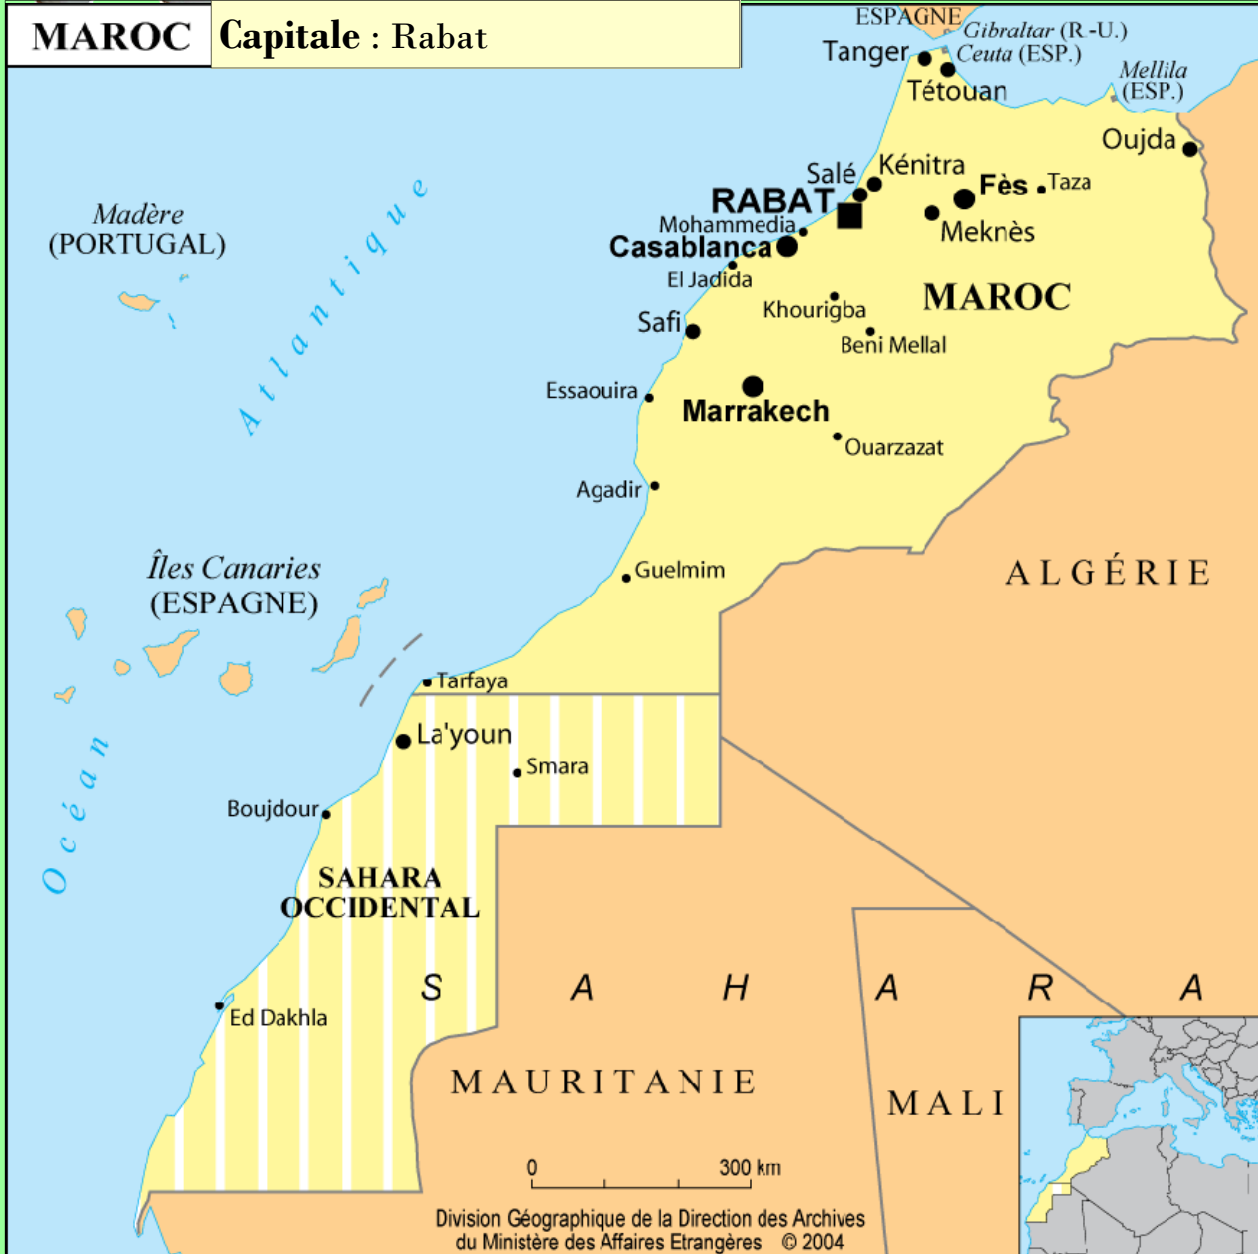 MAROC
Capitale : Rabat
ESPAGNE
Gibraltar (R.-U.)
Tanger
Ceuta (ESP.)
Tétouan
Mellila
(ESP.)
Oujda
Kénitra
Salé
Fès
Taza
RABAT
Mohammedia
Meknès
Casablanca
El Jadida
Khourigba
MAROC
Safi
Beni Mellal
Madère
(PORTUGAL)
Atlantique
Essaouira
Marrakech
Ouarzazat
Agadir
Guelmim
ALGÉRIE
Îles Canaries
(ESPAGNE)
Tarfaya
La'youn
Smara
Boujdour
Océan
SAHARA
OCCIDENTAL
SAHARA
Ed Dakhla
MAURITANIE
MALI
0 300 km
Division Géographique de la Direction des Archives
du Ministère des Affaires Etrangères © 2004